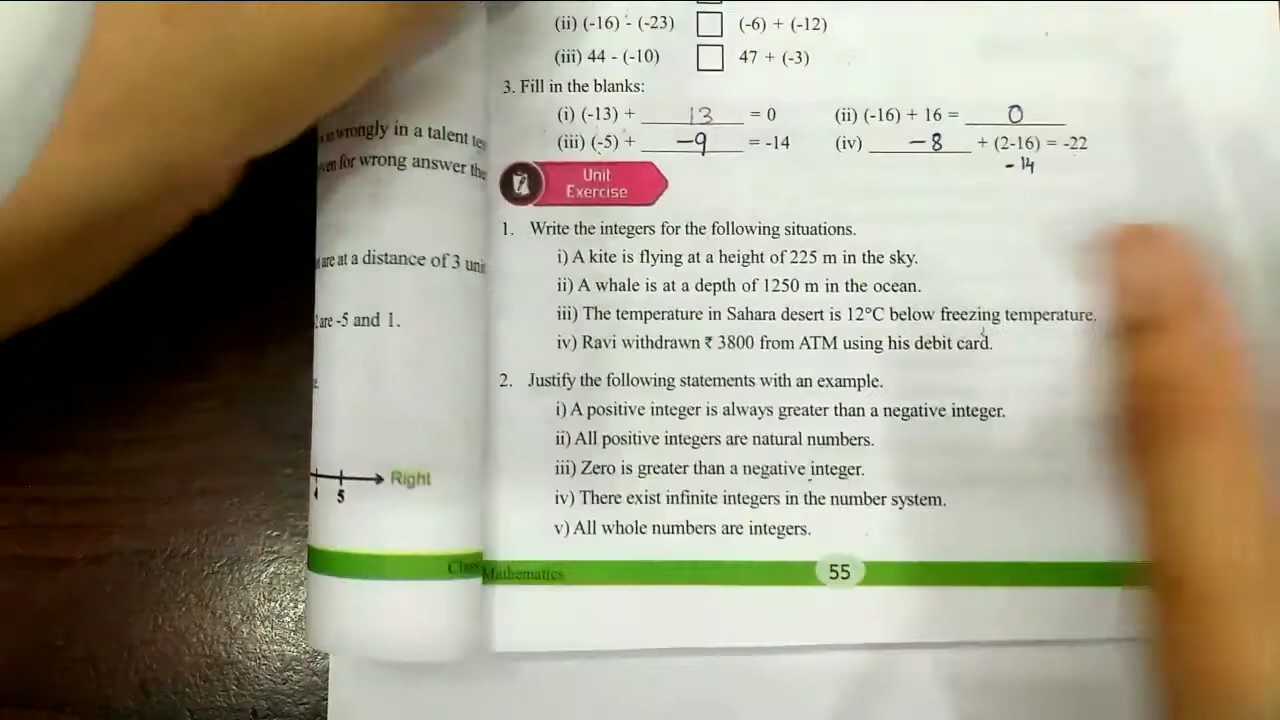 (ii) (-16) - (-23) (-6) + (-12)
(iii) 44 - (-10) 47 + (-3)
3. Fill in the blanks:
(i) (-13) + 13 = 0 (ii) (-16) + 16 = 0
(iii) (-5) + -9 = -14 (iv) -8 + (2-16) = -22
-14
Unit
Exercise
1. Write the integers for the following situations.
i) A kite is flying at a height of 225 m in the sky.
ii) A whale is at a depth of 1250 m in the ocean.
iii) The temperature in Sahara desert is 12°C below freezing temperature.
iv) Ravi withdrawn ₹ 3800 from ATM using his debit card.
2. Justify the following statements with an example.
i) A positive integer is always greater than a negative integer.
ii) All positive integers are natural numbers.
iii) Zero is greater than a negative integer.
iv) There exist infinite integers in the number system.
v) All whole numbers are integers.
Mathematics 55
wrongly in a talent
for wrong answer the
are at a distance of 3
are -5 and 1.
Right
4 5